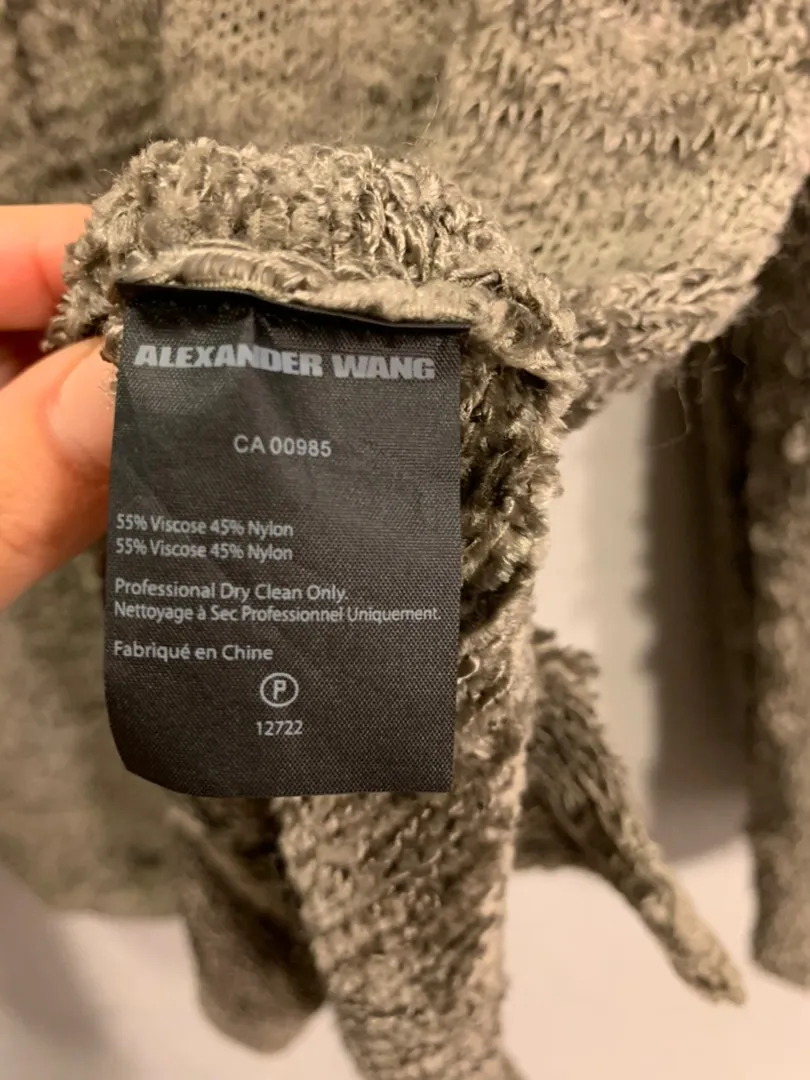 ALEXANDER WANG
CA 00985
55% Viscose 45% Nylon
55% Viscose 45% Nylon
Professional Dry Clean Only.
Nettoyage à Sec Professionnel Uniquement.
Fabriqué en Chine
P
12722